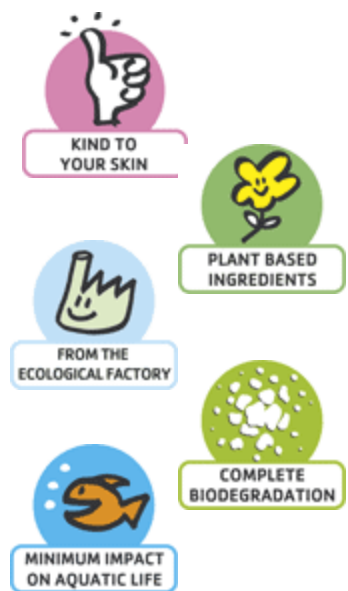 KIND TO
YOUR SKIN
PLANT BASED
INGREDIENTS
FROM THE
ECOLOGICAL FACTORY
COMPLETE
BIODEGRADATION
MINIMUM IMPACT
ON AQUATIC LIFE